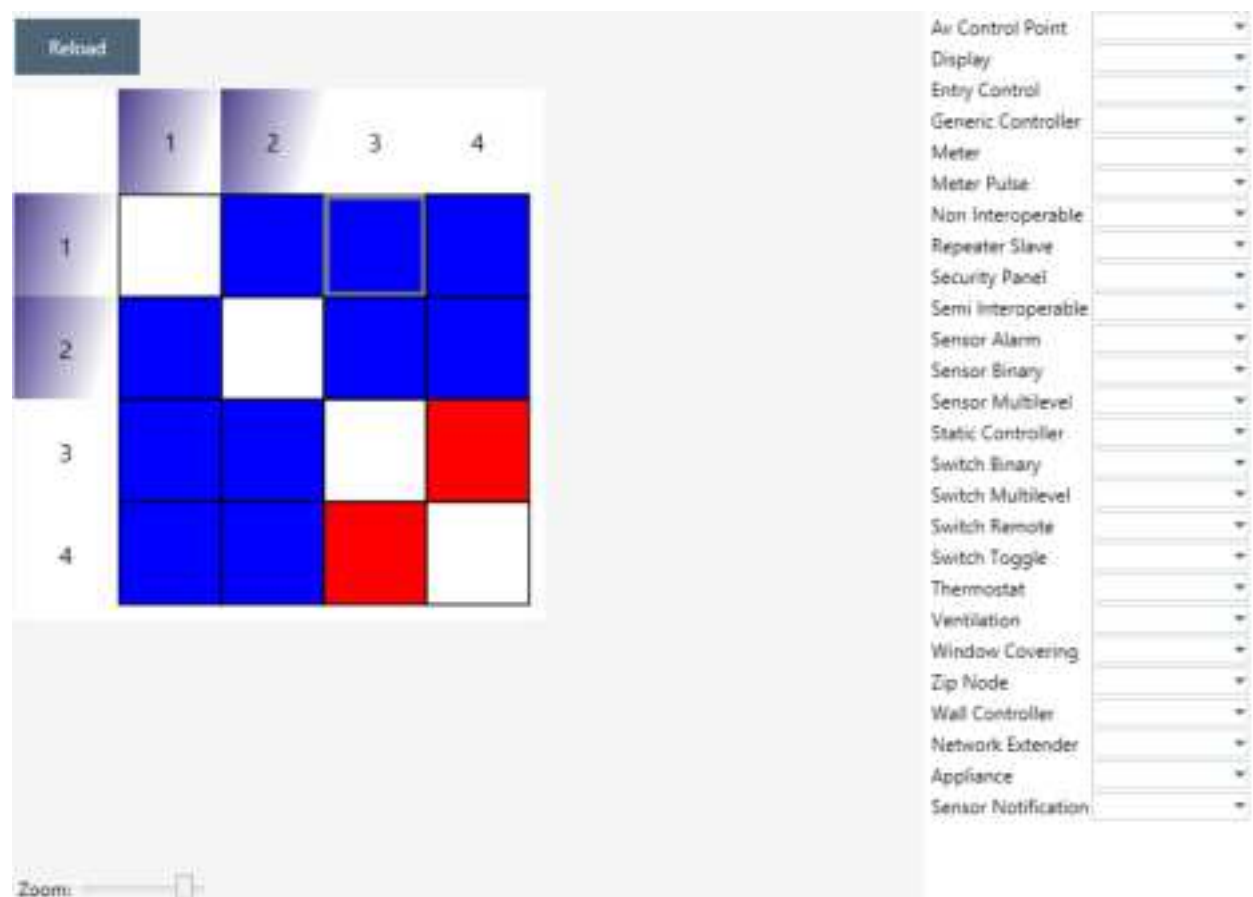 Reload
1 2 3 4
1
2
3
4
Zoom:
Av Control Point
Display
Entry Control
Generic Controller
Meter
Meter Pulse
Non Interoperable
Repeater Slave
Security Panel
Semi Interoperable
Sensor Alarm
Sensor Binary
Sensor Multilevel
Static Controller
Switch Binary
Switch Multilevel
Switch Remote
Switch Toggle
Thermostat
Ventilation
Window Covering
Zip Node
Wall Controller
Network Extender
Appliance
Sensor Notification